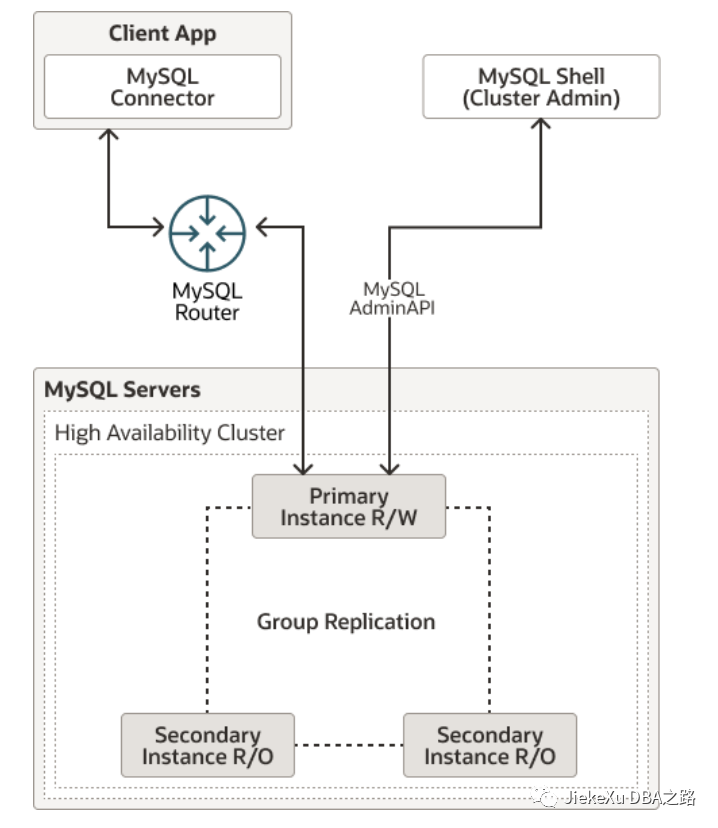 Client App
MySQL
Connector
MySQL Shell
(Cluster Admin)
MySQL
Router
MySQL
AdminAPI
MySQL Servers
High Availability Cluster
Primary
Instance R/W
Group Replication
Secondary
Instance R/O
Secondary
Instance R/O
JiekeXu DBA之路